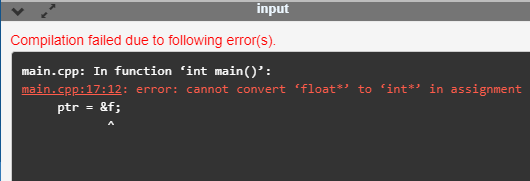 input
Compilation failed due to following error(s).
main.cpp: In function ‘int main()’:
main.cpp:17:12: error: cannot convert ‘float*’ to ‘int*’ in assignment
ptr = &f;
^